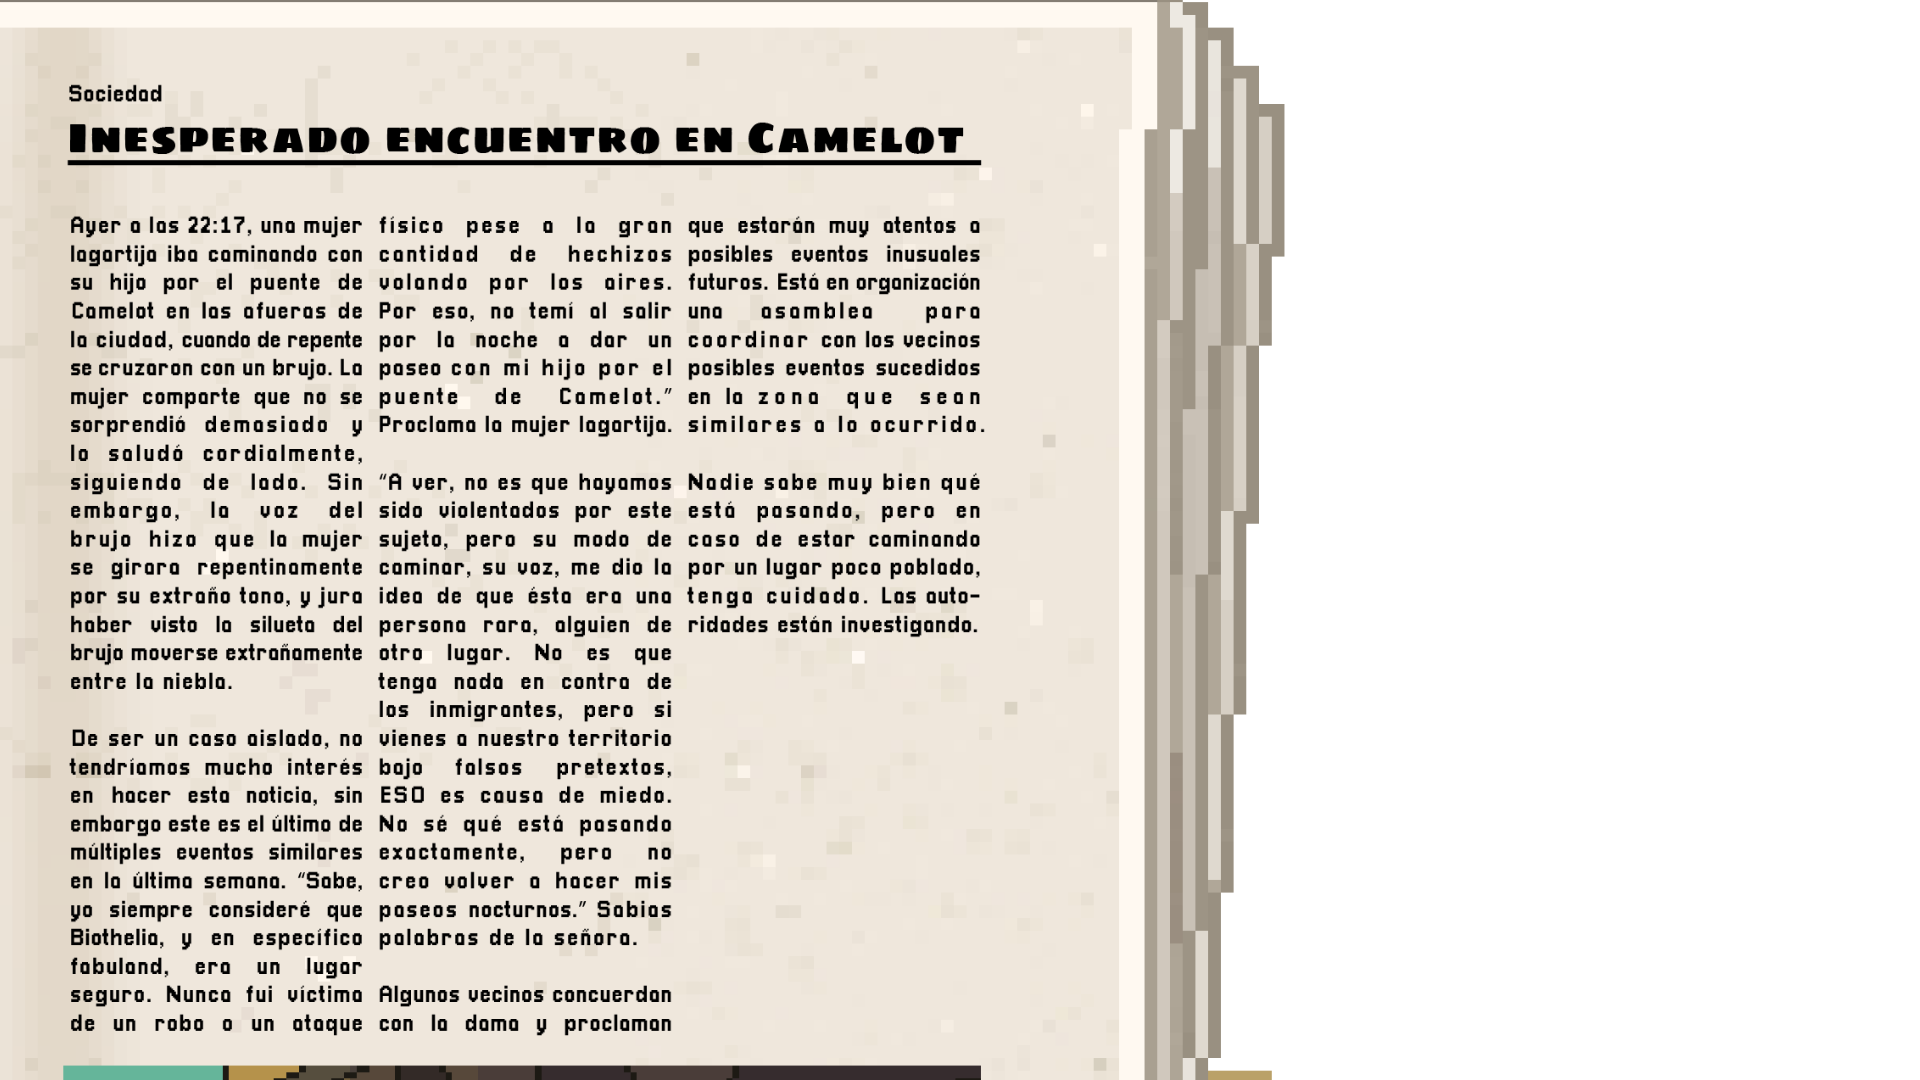 Sociedad
Inesperado encuentro en Camelot
Ayer a las 22:17, una mujer
lagartija iba caminando con
su hijo por el puente de
Camelot en las afueras de
la ciudad, cuando de repente
se cruzaron con un brujo. La
mujer comparte que no se
sorprendió demasiado y
lo saludó cordialmente,
siguiendo de lado. Sin
embargo, la voz del
brujo hizo que la mujer
se girara repentinamente
por su extraño tono, y jura
haber visto la silueta del
brujo moverse extrañamente
entre la niebla.
De ser un caso aislado, no
tendríamos mucho interés
en hacer esta noticia, sin
embargo este es el último de
múltiples eventos similares
en la última semana. “Sabe,
yo siempre consideré que
Biothelia, y en específico
fabuland, era un lugar
seguro. Nunca fui víctima
de un robo o un ataque
físico pese a la gran
cantidad de hechizos
volando por los aires.
Por eso, no temí al salir
por la noche a dar un
paseo con mi hijo por el
puente de Camelot.”
Proclama la mujer lagartija.
“A ver, no es que hayamos
sido violentados por este
sujeto, pero su modo de
caminar, su voz, me dio la
idea de que ésta era una
persona rara, alguien de
otro lugar. No es que
tenga nada en contra de
los inmigrantes, pero si
vienes a nuestro territorio
bajo falsos pretextos,
ESO es causa de miedo.
No sé qué está pasando
exactamente, pero no
creo volver a hacer mis
paseos nocturnos.” Sabias
palabras de la señora.
Algunos vecinos concuerdan
con la dama y proclaman
que estarán muy atentos a
posibles eventos inusuales
futuros. Está en organización
una asamblea para
coordinar con los vecinos
posibles eventos sucedidos
en la zona que sean
similares a lo ocurrido.
Nadie sabe muy bien qué
está pasando, pero en
caso de estar caminando
por un lugar poco poblado,
tenga cuidado. Las auto-
ridades están investigando.